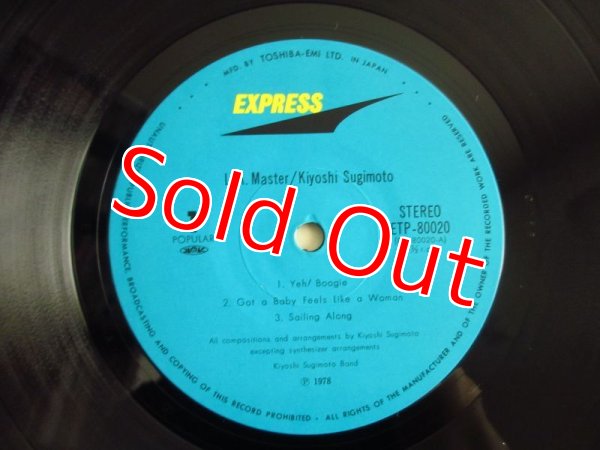 MFD. BY TOSHIBA-EMI LTD. IN JAPAN
EXPRESS
Master/Kiyoshi Sugimoto
Sold Out
STEREO
ETP-80020
POPULAR
1. Yeh! Boogie
2. Got a Baby Feels Like a Woman
3. Sailing Along
All compositions and arrangements by Kiyoshi Sugimoto
excepting synthesizer arrangements
Kiyoshi Sugimoto Band
Ⓟ 1978
PERFORMANCE, BROADCASTING AND COPYING OF THIS RECORD PROHIBITED - ALL RIGHTS OF THE MANUFACTURER AND OF THE OWNER OF THE RECORDED WORK ARE RESERVED